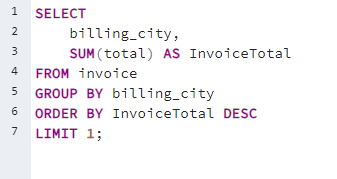 1 SELECT
2     billing_city,
3     SUM(total) AS InvoiceTotal
4 FROM invoice
5 GROUP BY billing_city
6 ORDER BY InvoiceTotal DESC
7 LIMIT 1;